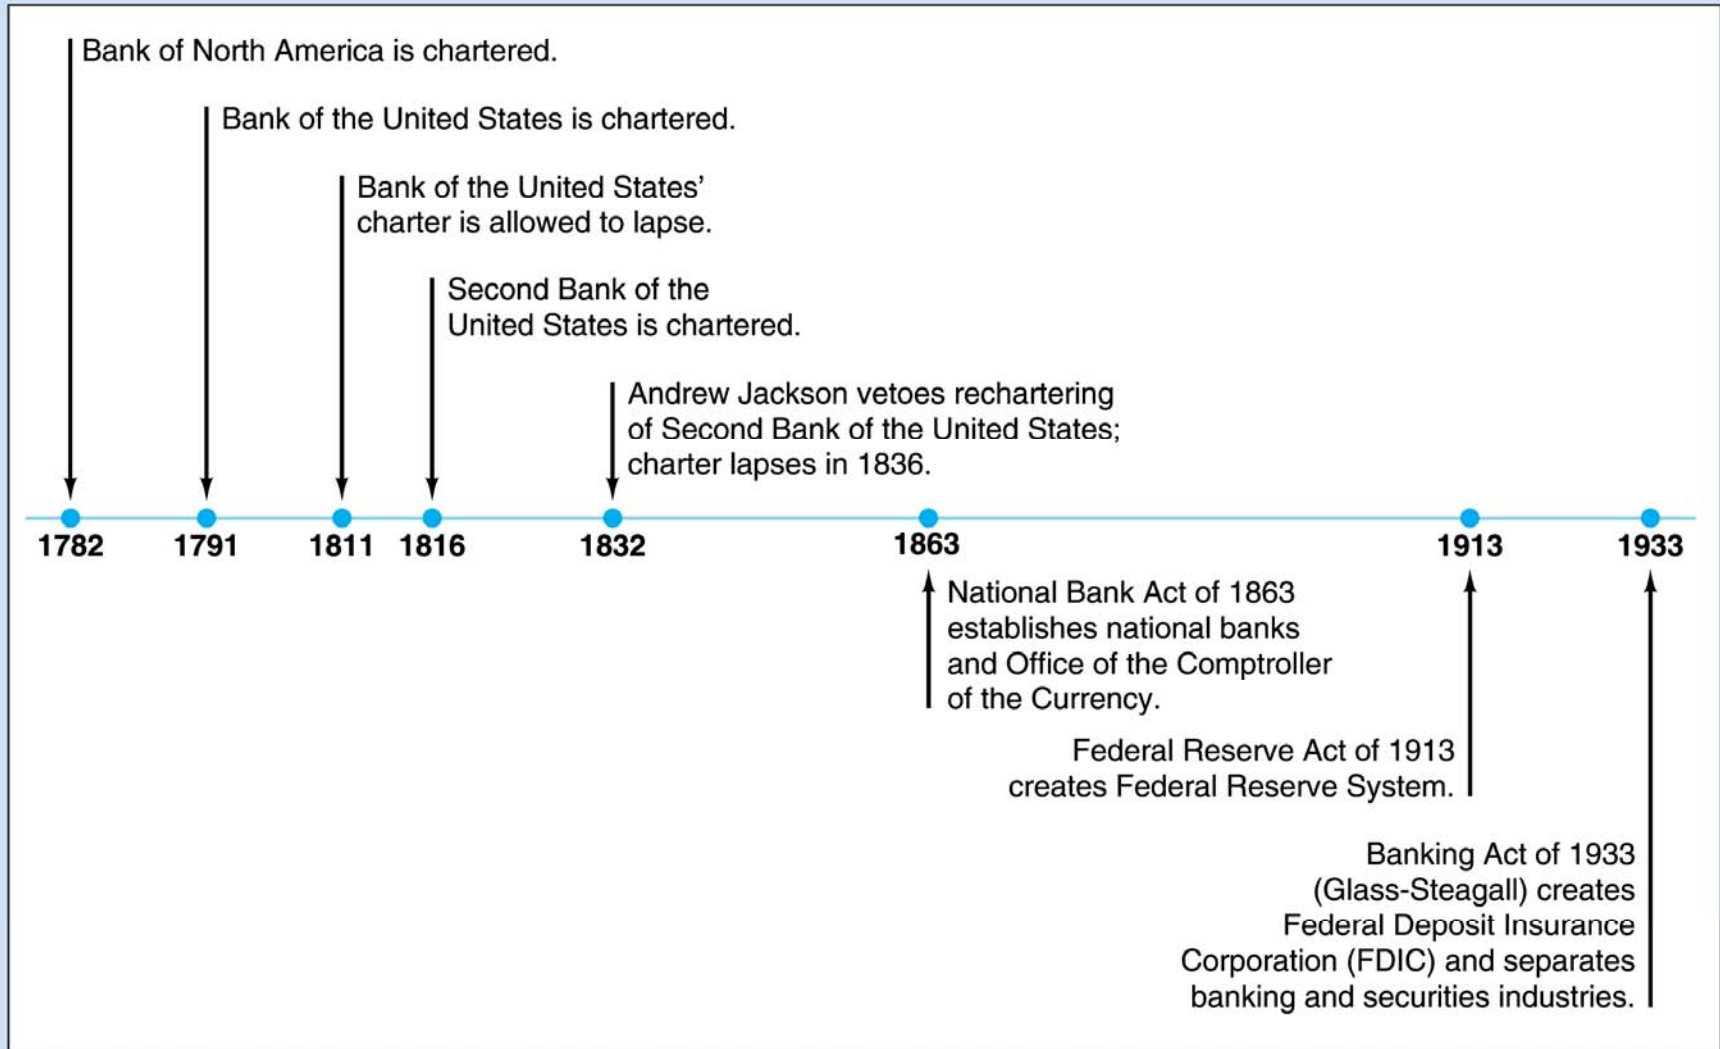 Bank of North America is chartered.
Bank of the United States is chartered.
Bank of the United States’
charter is allowed to lapse.
Second Bank of the
United States is chartered.
Andrew Jackson vetoes rechartering
of Second Bank of the United States;
charter lapses in 1836.
1782
1791
1811
1816
1832
1863
1913
1933
National Bank Act of 1863
establishes national banks
and Office of the Comptroller
of the Currency.
Federal Reserve Act of 1913
creates Federal Reserve System.
Banking Act of 1933
(Glass-Steagall) creates
Federal Deposit Insurance
Corporation (FDIC) and separates
banking and securities industries.